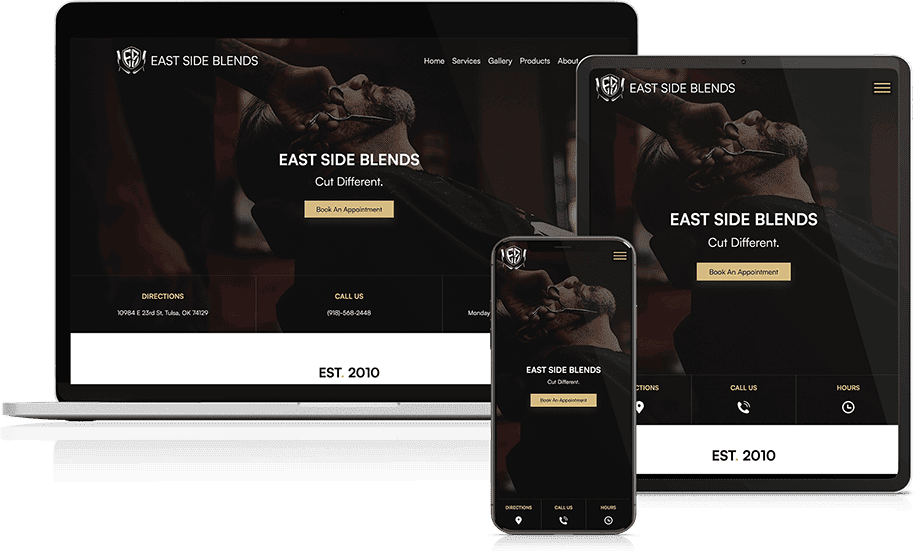 EAST SIDE BLENDS
Home Services Gallery Products About
EAST SIDE BLENDS
Cut Different.
Book An Appointment
DIRECTIONS
10984 E 23rd St, Tulsa, OK 74129
CALL US
(918)-568-2448
Monday
EST. 2010
ES EAST SIDE BLENDS
EAST SIDE BLENDS
Cut Different.
Book An Appointment
CTIONS
CALL US
HOURS
EST. 2010
ES
EAST SIDE BLENDS
Cut Different.
Book An Appointment
DIRECTIONS
CALL US
HOURS